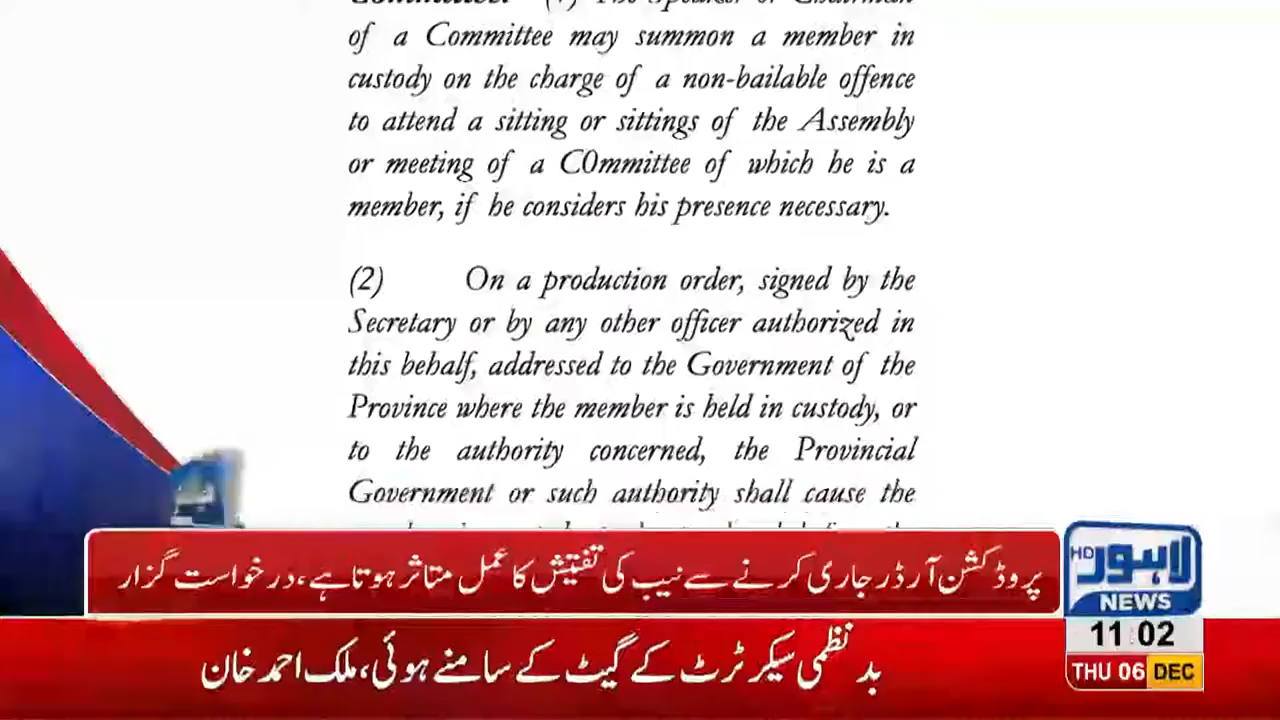 of a Committee may summon a member in
custody on the charge of a non-bailable offence
to attend a sitting or sittings of the Assembly
or meeting of a C0mmittee of which he is a
member, if he considers his presence necessary.
(2) On a production order, signed by the
Secretary or by any other officer authorized in
this behalf, addressed to the Government of the
Province where the member is held in custody, or
to the authority concerned, the Provincial
Government or such authority shall cause the
پروڈکشن آرڈر جاری کرنے سے نیب کی تفتیش کا عمل متاثر ہوتا ہے، درخواست گزار
HD لاہور
NEWS
11:02
THU 06 DEC
بدنظمی سیکرٹرٹ کے گیٹ کے سامنے ہوئی، ملک احمد خان